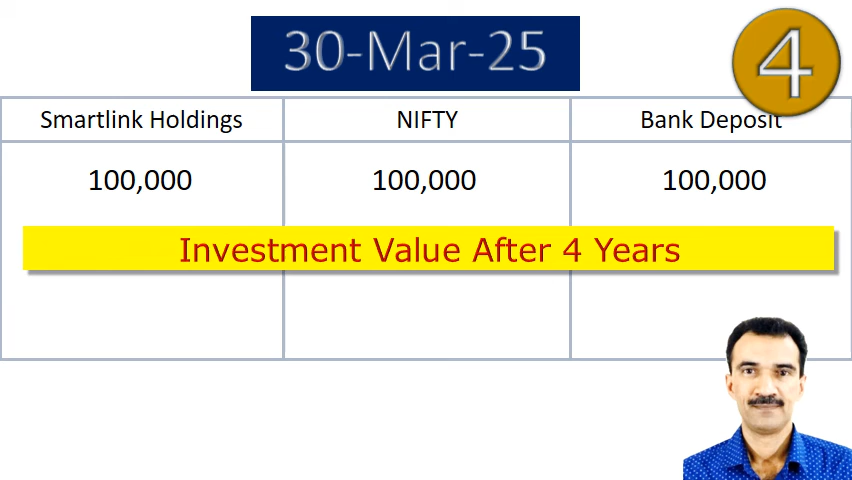 30-Mar-25
4
Smartlink Holdings
NIFTY
Bank Deposit
100,000
100,000
100,000
Investment Value After 4 Years